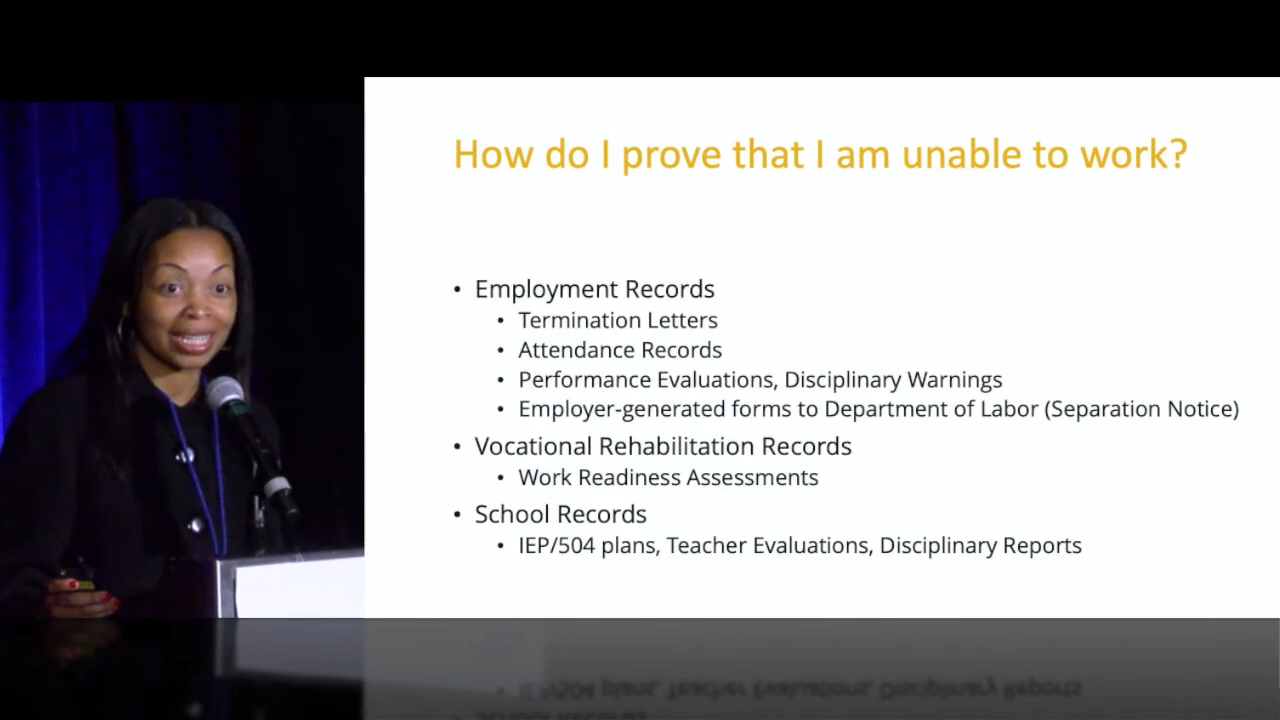 How do I prove that I am unable to work?
• Employment Records
• Termination Letters
• Attendance Records
• Performance Evaluations, Disciplinary Warnings
• Employer-generated forms to Department of Labor (Separation Notice)
• Vocational Rehabilitation Records
• Work Readiness Assessments
• School Records
• IEP/504 plans, Teacher Evaluations, Disciplinary Reports